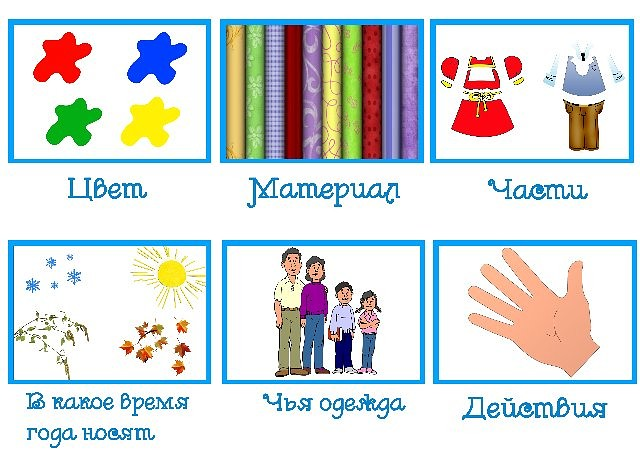 Цвет
Материал
Части
В какое время
года носят
Чья одежда
Действия